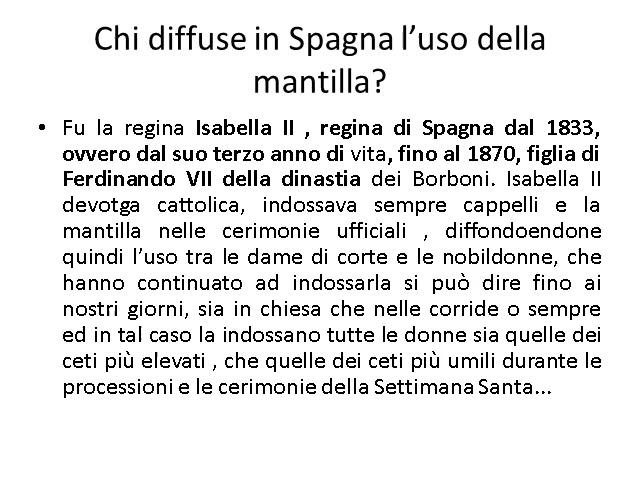 Chi diffuse in Spagna l’uso della
mantilla?
• Fu la regina Isabella II , regina di Spagna dal 1833,
ovvero dal suo terzo anno di vita, fino al 1870, figlia di
Ferdinando VII della dinastia dei Borboni. Isabella II
devotga cattolica, indossava sempre cappelli e la
mantilla nelle cerimonie ufficiali , diffondoendone
quindi l’uso tra le dame di corte e le nobildonne, che
hanno continuato ad indossarla si può dire fino ai
nostri giorni, sia in chiesa che nelle corride o sempre
ed in tal caso la indossano tutte le donne sia quelle dei
ceti più elevati , che quelle dei ceti più umili durante le
processioni e le cerimonie della Settimana Santa...